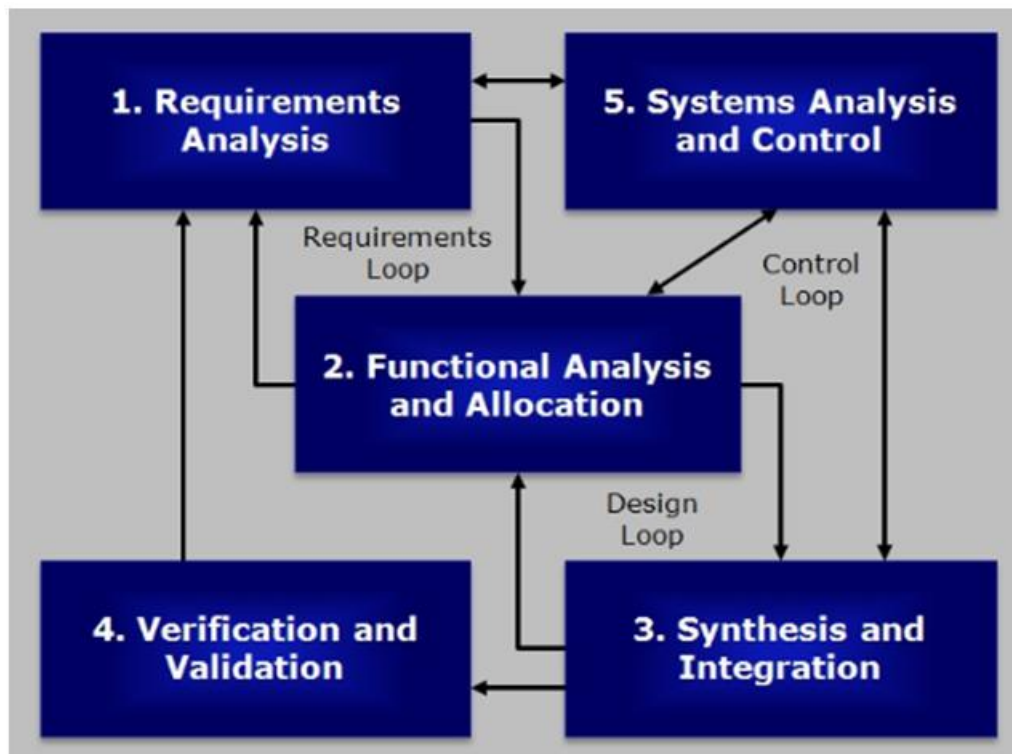 1. Requirements
Analysis
5. Systems Analysis
and Control
Requirements
Loop
Control
Loop
2. Functional Analysis
and Allocation
Design
Loop
4. Verification and
Validation
3. Synthesis and
Integration